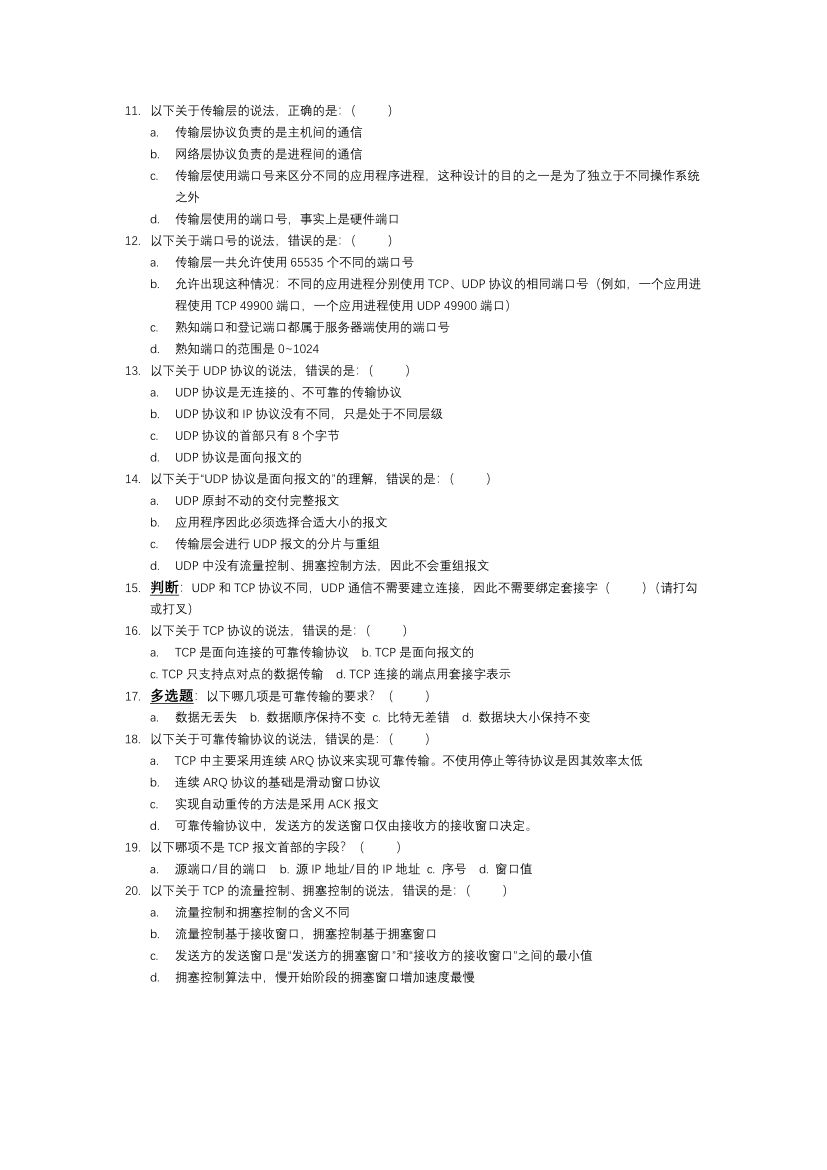 11. 以下关于传输层的说法，正确的是：（　　）
a. 传输层协议负责的是主机间的通信
b. 网络层协议负责的是进程间的通信
c. 传输层使用端口号来区分不同的应用程序进程，这种设计的目的之一是为了独立于不同操作系统
之外
d. 传输层使用的端口号，事实上是硬件端口
12. 以下关于端口号的说法，错误的是：（　　）
a. 传输层一共允许使用 65535 个不同的端口号
b. 允许出现这种情况：不同的应用进程分别使用 TCP、UDP 协议的相同端口号（例如，一个应用进
程使用 TCP 49900 端口，一个应用进程使用 UDP 49900 端口）
c. 熟知端口和登记端口都属于服务器端使用的端口号
d. 熟知端口的范围是 0~1024
13. 以下关于 UDP 协议的说法，错误的是：（　　）
a. UDP 协议是无连接的、不可靠的传输协议
b. UDP 协议和 IP 协议没有不同，只是处于不同层级
c. UDP 协议的首部只有 8 个字节
d. UDP 协议是面向报文的
14. 以下关于“UDP 协议是面向报文的”的理解，错误的是：（　　）
a. UDP 原封不动的交付完整报文
b. 应用程序因此必须选择合适大小的报文
c. 传输层会进行 UDP 报文的分片与重组
d. UDP 中没有流量控制、拥塞控制方法，因此不会重组报文
15. 判断：UDP 和 TCP 协议不同，UDP 通信不需要建立连接，因此不需要绑定套接字（　　）（请打勾
或打叉）
16. 以下关于 TCP 协议的说法，错误的是：（　　）
a. TCP 是面向连接的可靠传输协议 b. TCP 是面向报文的
c. TCP 只支持点对点的数据传输 d. TCP 连接的端点用套接字表示
17. 多选题：以下哪几项是可靠传输的要求？（　　）
a. 数据无丢失 b. 数据顺序保持不变 c. 比特无差错 d. 数据块大小保持不变
18. 以下关于可靠传输协议的说法，错误的是：（　　）
a. TCP 中主要采用连续 ARQ 协议来实现可靠传输。不使用停止等待协议是因其效率太低
b. 连续 ARQ 协议的基础是滑动窗口协议
c. 实现自动重传的方法是采用 ACK 报文
d. 可靠传输协议中，发送方的发送窗口仅由接收方的接收窗口决定。
19. 以下哪项不是 TCP 报文首部的字段？（　　）
a. 源端口/目的端口 b. 源 IP 地址/目的 IP 地址 c. 序号 d. 窗口值
20. 以下关于 TCP 的流量控制、拥塞控制的说法，错误的是：（　　）
a. 流量控制和拥塞控制的含义不同
b. 流量控制基于接收窗口，拥塞控制基于拥塞窗口
c. 发送方的发送窗口是“发送方的拥塞窗口”和“接收方的接收窗口”之间的最小值
d. 拥塞控制算法中，慢开始阶段的拥塞窗口增加速度最慢